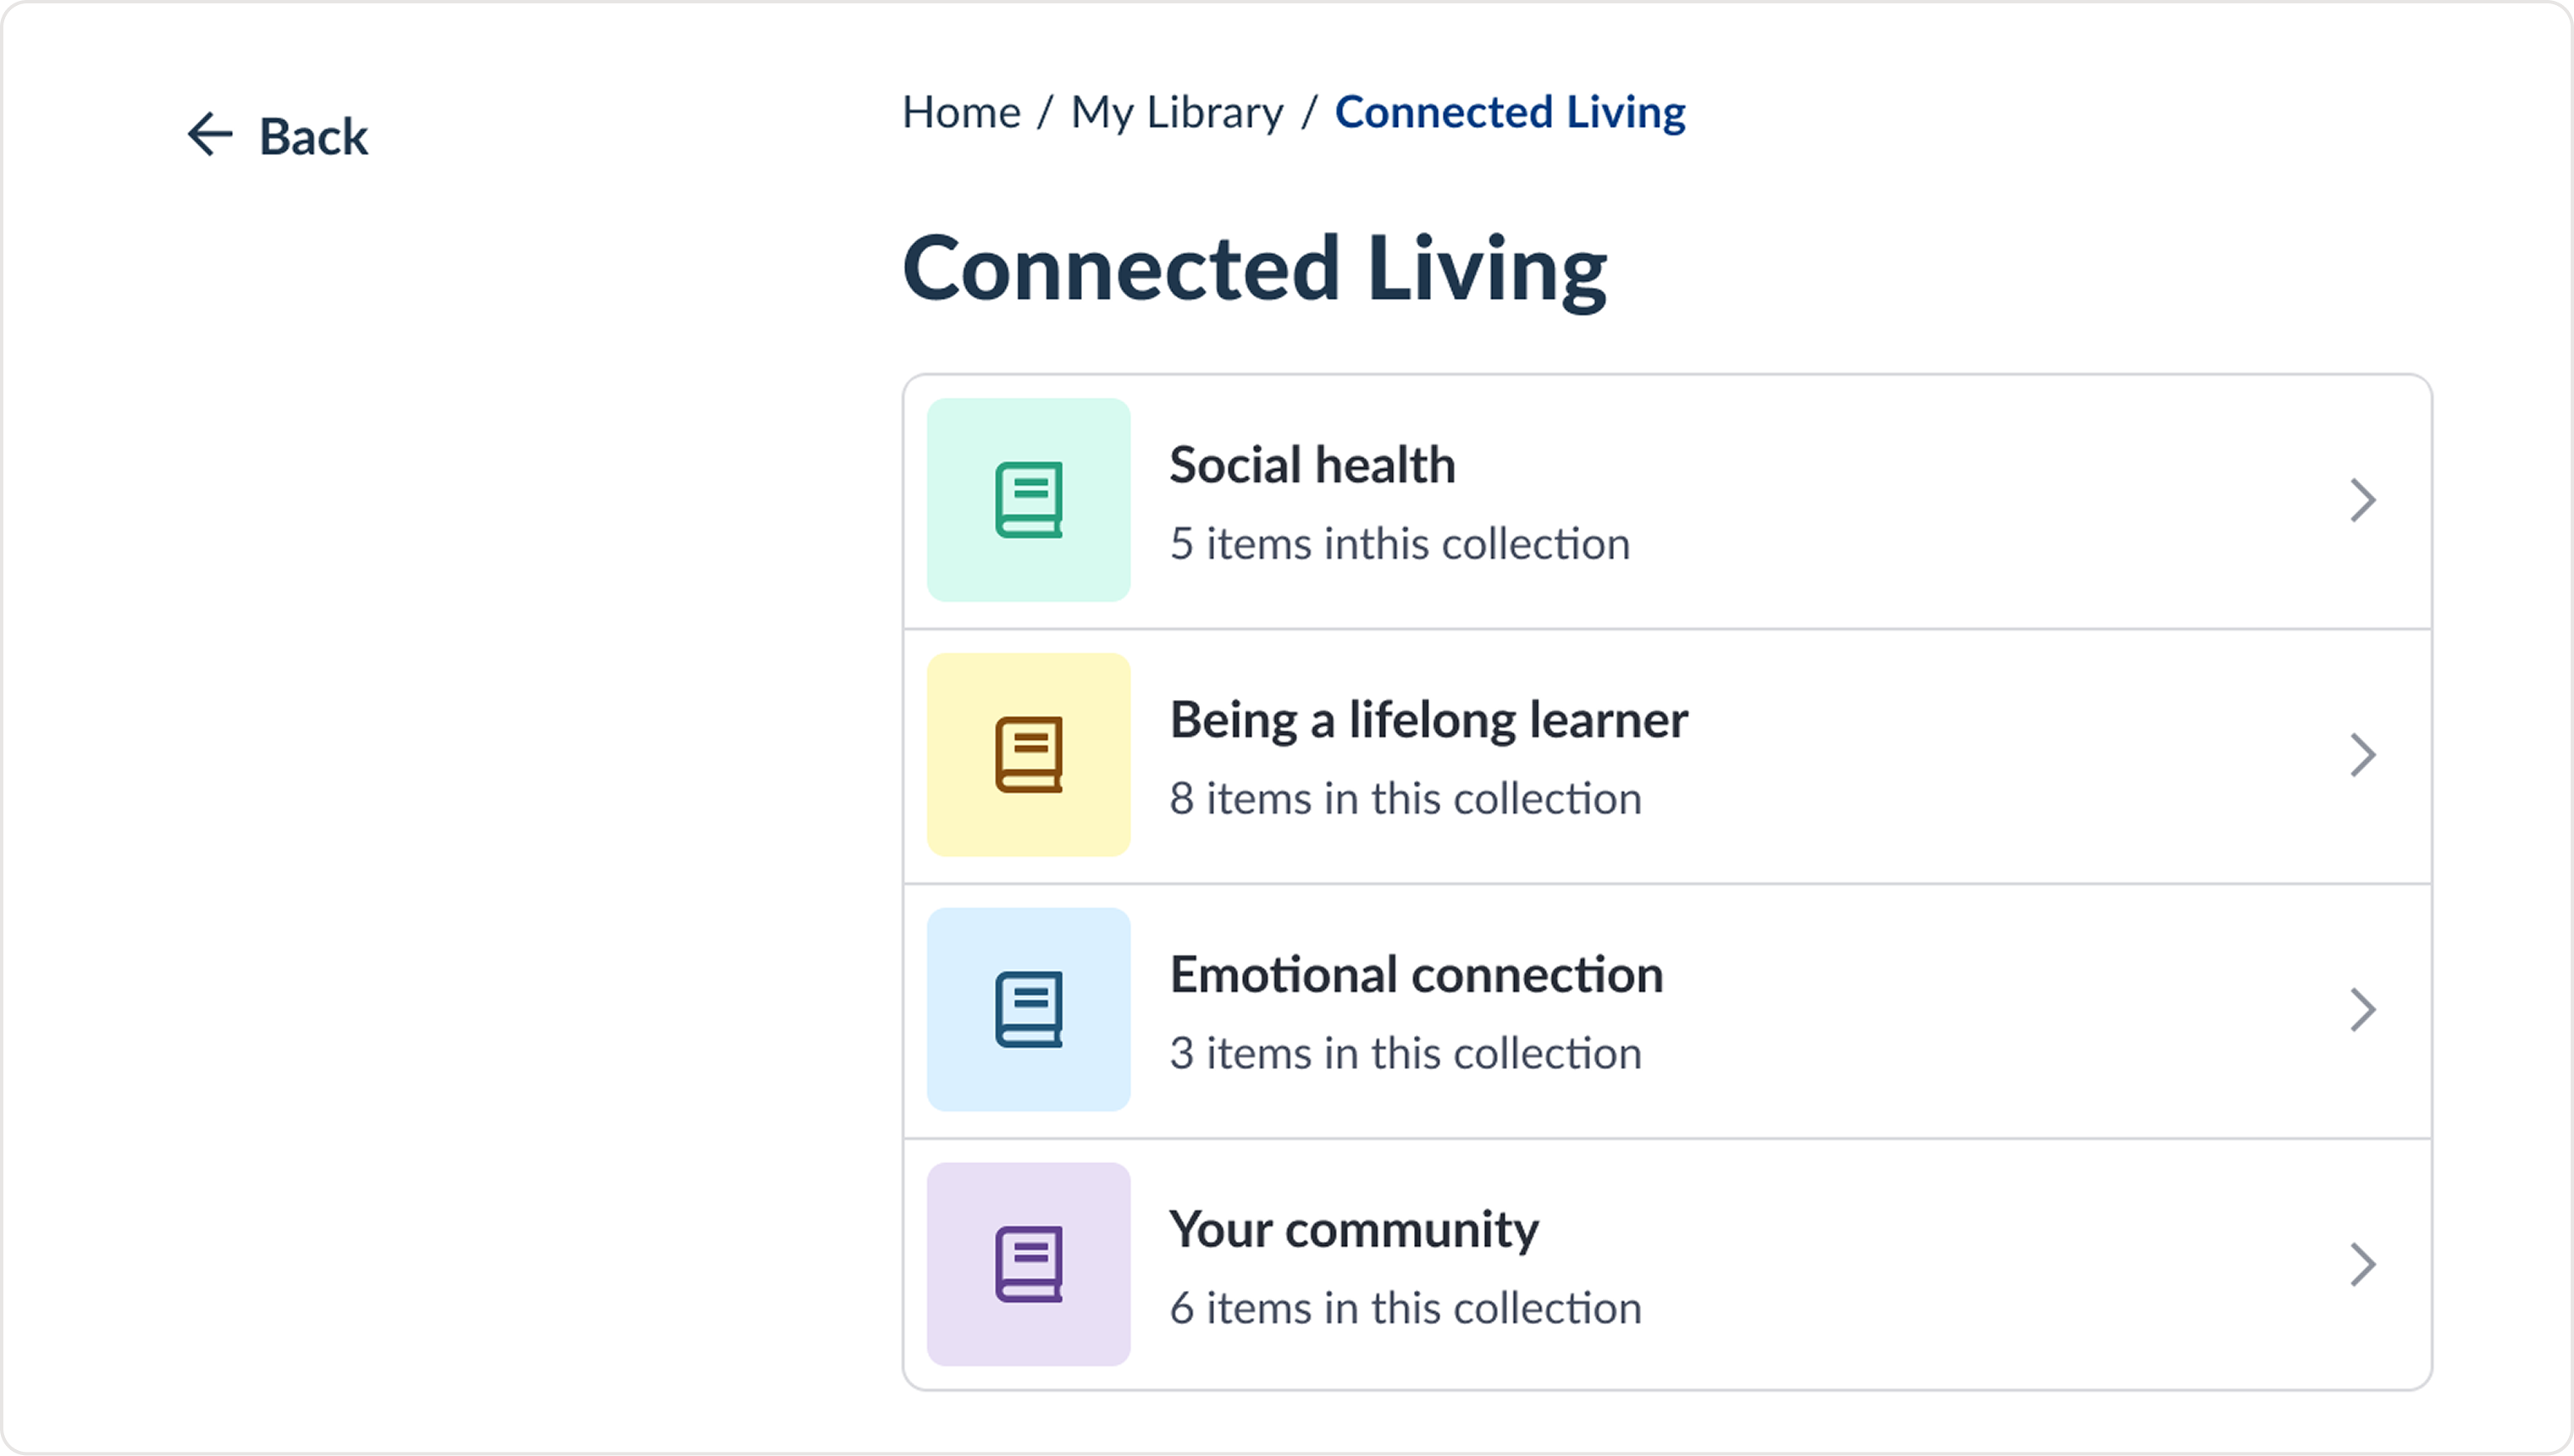 Back
Home / My Library / Connected Living
Connected Living
Social health
5 items inthis collection
Being a lifelong learner
8 items in this collection
Emotional connection
3 items in this collection
Your community
6 items in this collection